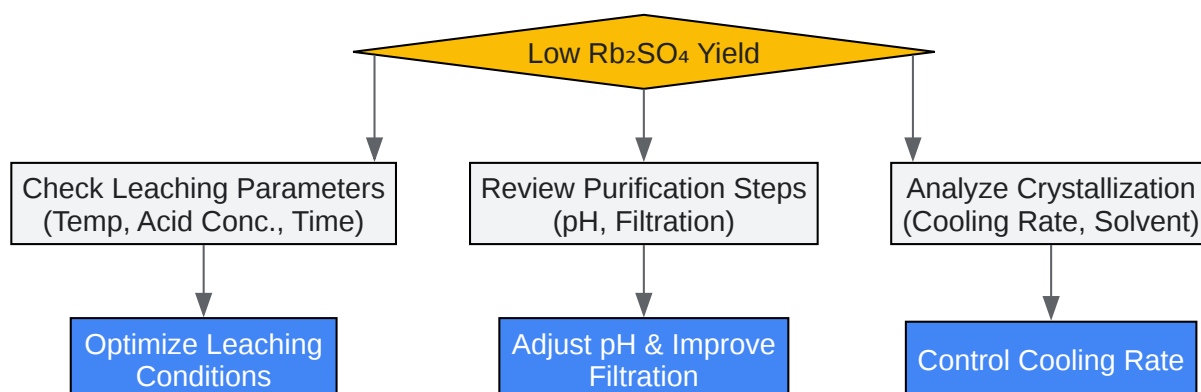 Low Rb₂SO₄ Yield
Check Leaching Parameters
(Temp, Acid Conc., Time)
Review Purification Steps
(pH, Filtration)
Analyze Crystallization
(Cooling Rate, Solvent)
Optimize Leaching
Conditions
Adjust pH & Improve
Filtration
Control Cooling Rate